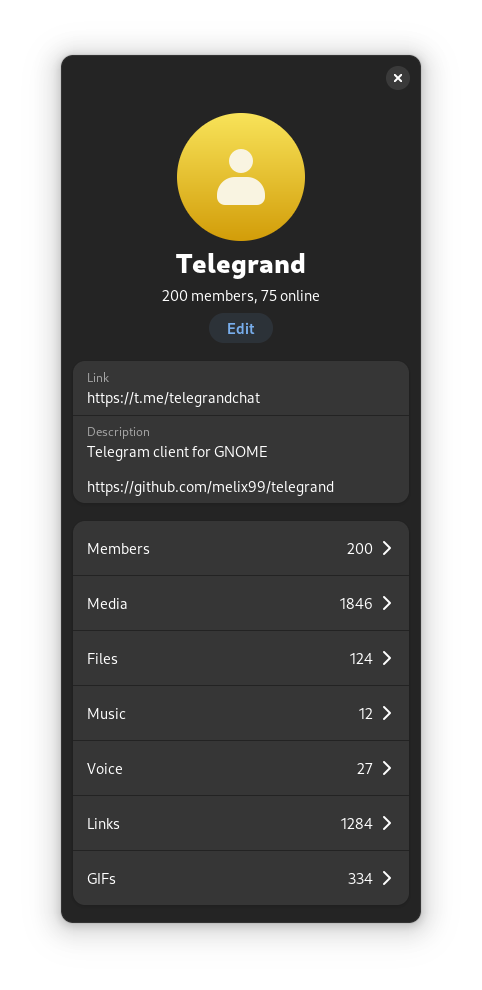 Telegrand
200 members, 75 online
Edit
Link
https://t.me/telegrandchat
Description
Telegram client for GNOME
https://github.com/melix99/telegrand
Members 200
Media 1846
Files 124
Music 12
Voice 27
Links 1284
GIFs 334